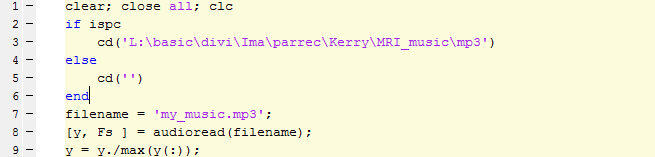 1 - clear; close all; clc
2 - if ispc
3 - cd('L:\basic\divi\Ima\parrec\Kerry\MRI_music\mp3')
4 - else
5 - cd('')
6 - end
7 - filename = 'my_music.mp3';
8 - [y, Fs ] = audioread(filename);
9 - y = y./max(y(:));